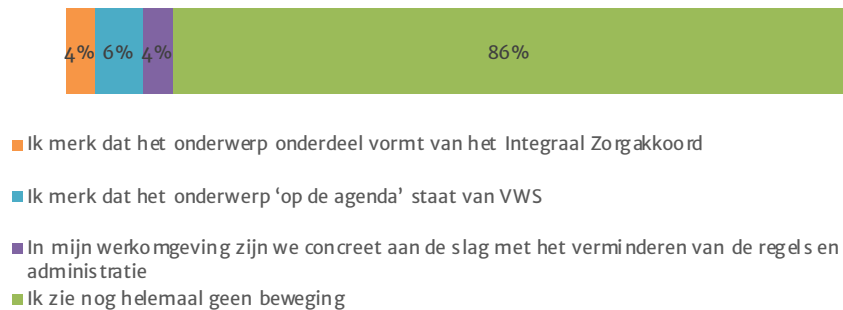 4% 6% 4% 86%
Ik merk dat het onderwerp onderdeel vormt van het Integraal Zorgakkoord
Ik merk dat het onderwerp ‘op de agenda’ staat van VWS
In mijn werkomgeving zijn we concreet aan de slag met het verminderen van de regels en
administratie
Ik zie nog helemaal geen beweging